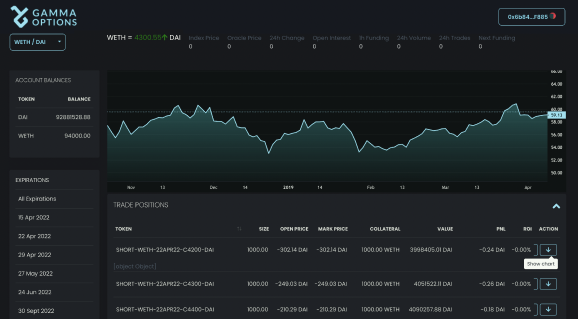 GAMMA
OPTIONS
0x6b84...F885
WETH / DAI
WETH = 4300.55↑ DAI
Index Price Oracle Price 24h Change Open Interest 1h Funding 24h Volume 24h Trades Next Funding
0 0 0 0 0 0 0 0
ACCOUNT BALANCES
TOKEN BALANCE
DAI 92881528.88
WETH 94000.00
66.00
64.00
62.00
60.00
59.13
58.00
56.00
54.00
52.00
50.00
Nov 13 Dec 14 2019 14 Feb 13 Mar 13 Apr
EXPIRATIONS
All Expirations
15 Apr 2022
22 Apr 2022
29 Apr 2022
27 May 2022
24 Jun 2022
30 Sept 2022
TRADE POSITIONS
TOKEN SIZE OPEN PRICE MARK PRICE COLLATERAL VALUE PNL ROI ACTION
SHORT-WETH-22APR22-C4200-DAI 1000.00 -302.14 DAI -302.14 DAI 1000.00 WETH 3998405.01 DAI -0.24 DAI -0.00%
Show chart
[object Object]
SHORT-WETH-22APR22-C4300-DAI 1000.00 -249.03 DAI -249.03 DAI 1000.00 WETH 4051522.11 DAI -0.26 DAI -0.00%
SHORT-WETH-22APR22-C4400-DAI 1000.00 -210.29 DAI -210.29 DAI 1000.00 WETH 4090257.98 DAI -0.18 DAI -0.00%